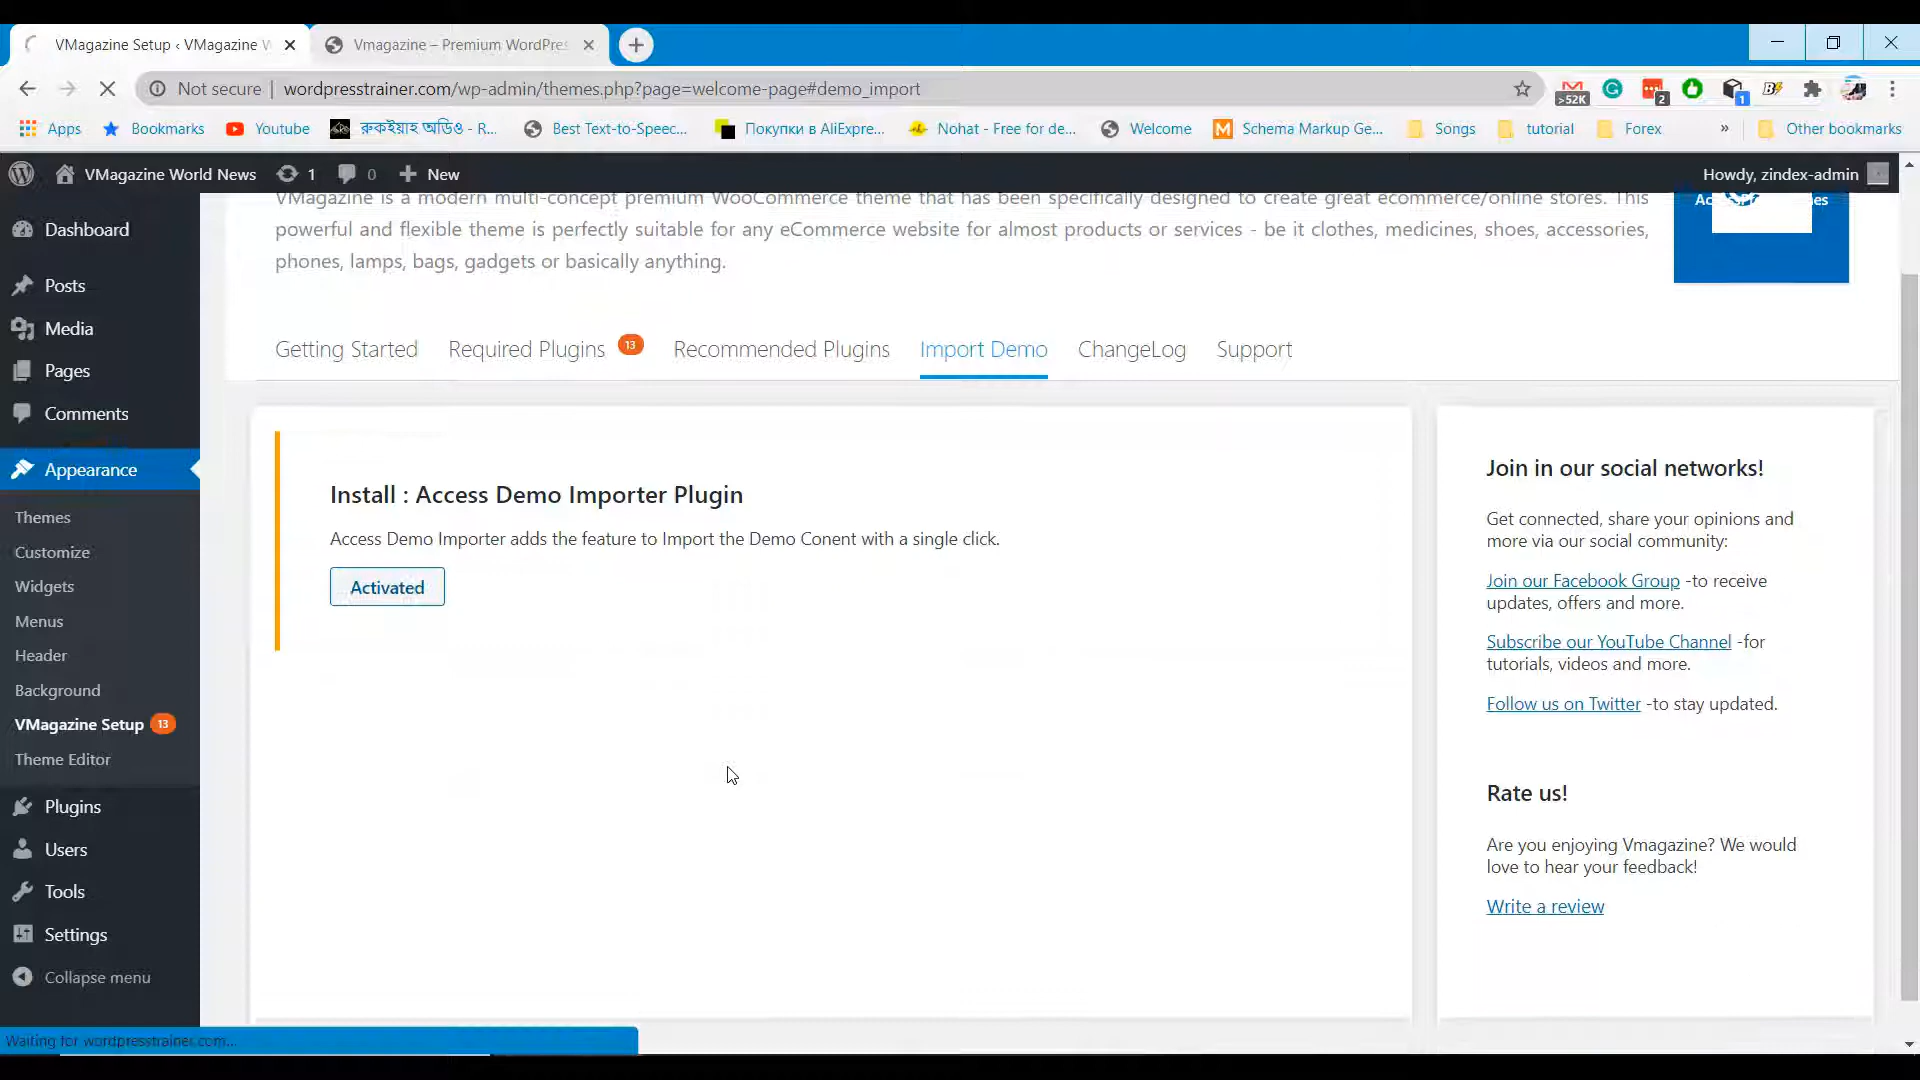 VMagazine Setup ‹ VMagazine W
Vmagazine – Premium WordPres
Not secure | wordpresstrainer.com/wp-admin/themes.php?page=welcome-page#demo_import
>52K
2
1
Apps
Bookmarks
Youtube
রুকইয়াহ অডিও - R...
Best Text-to-Speec...
Покупки в AliExpre...
Nohat - Free for de...
Welcome
Schema Markup Ge...
Songs
tutorial
Forex
»
Other bookmarks
VMagazine World News
1
0
New
Howdy, zindex-admin
Dashboard
Posts
Media
Pages
Comments
Appearance
Themes
Customize
Widgets
Menus
Header
Background
VMagazine Setup 13
Theme Editor
Plugins
Users
Tools
Settings
Collapse menu
VMagazine is a modern multi-concept premium WooCommerce theme that has been specifically designed to create great ecommerce/online stores. This
powerful and flexible theme is perfectly suitable for any eCommerce website for almost products or services - be it clothes, medicines, shoes, accessories,
phones, lamps, bags, gadgets or basically anything.
Getting Started
Required Plugins 13
Recommended Plugins
Import Demo
ChangeLog
Support
Install : Access Demo Importer Plugin
Access Demo Importer adds the feature to Import the Demo Conent with a single click.
Activated
Join in our social networks!
Get connected, share your opinions and
more via our social community:
Join our Facebook Group -to receive
updates, offers and more.
Subscribe our YouTube Channel -for
tutorials, videos and more.
Follow us on Twitter -to stay updated.
Rate us!
Are you enjoying Vmagazine? We would
love to hear your feedback!
Write a review
Waiting for wordpresstrainer.com...